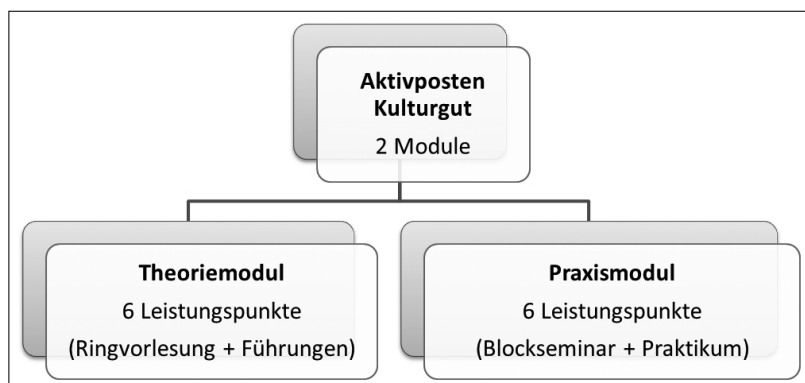 Aktivposten
Kulturgut
2 Module
Theoriemodul
6 Leistungspunkte
(Ringvorlesung + Führungen)
Praxismodul
6 Leistungspunkte
(Blockseminar + Praktikum)